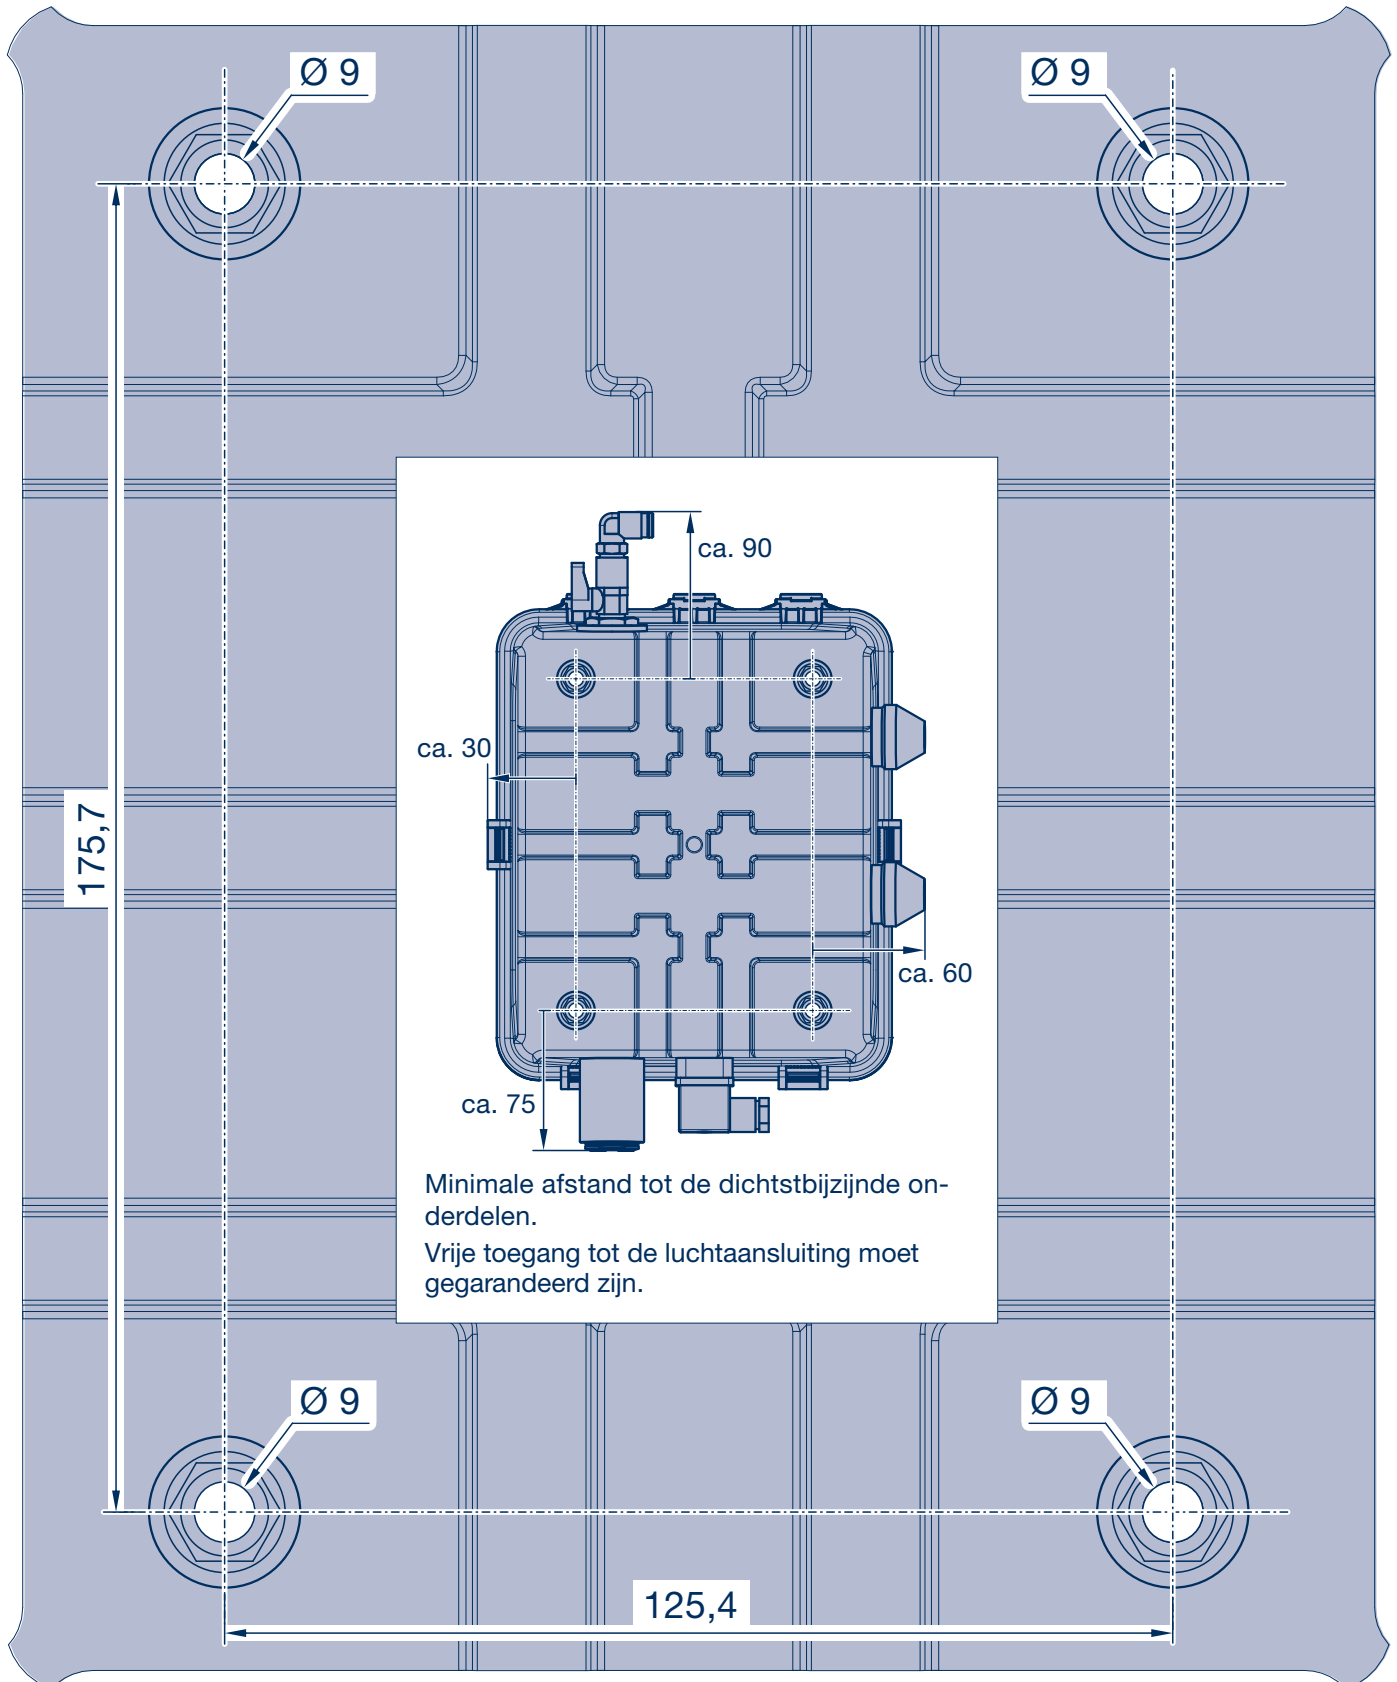 Ø 9
Ø 9
ca. 90
ca. 30
175,7
ca. 60
ca. 75
Minimale afstand tot de dichtstbijzijnde on-
derdelen.
Vrije toegang tot de luchtaansluiting moet
gegarandeerd zijn.
Ø 9
Ø 9
125,4